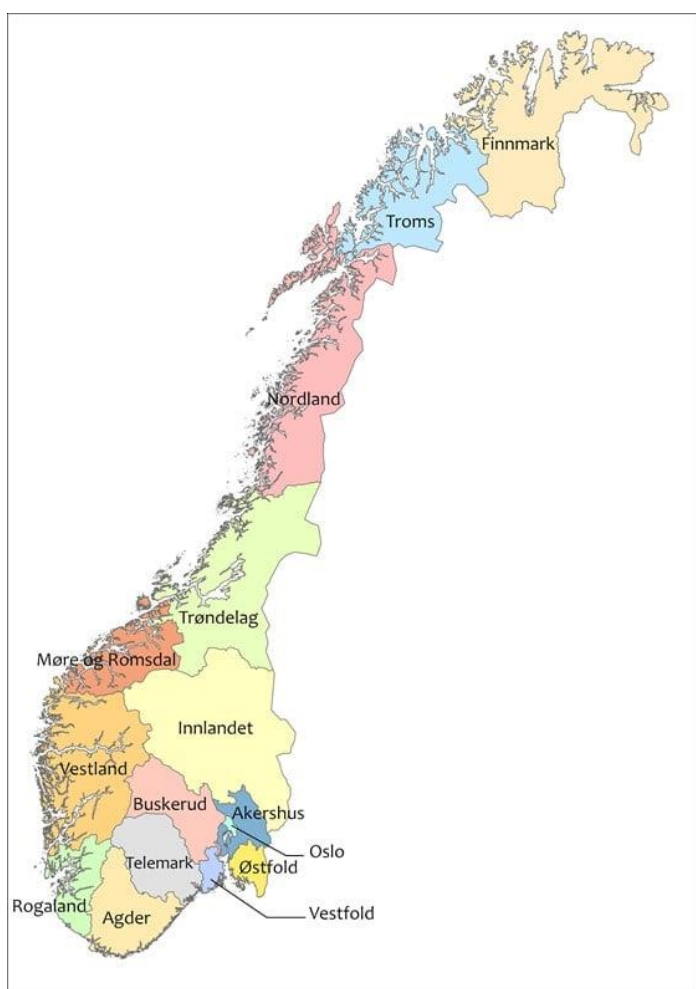 Finnmark
Troms
Nordland
Trøndelag
Møre og Romsdal
Innlandet
Vestland
Buskerud
Akershus
Oslo
Telemark
Østfold
Rogaland
Agder
Vestfold